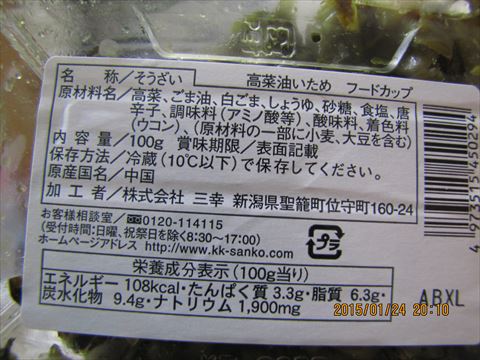 名　　称／そうざい　　高菜油いため　フードカップ
原材料名／高菜、ごま油、白ごま、しょうゆ、砂糖、食塩、唐
辛子、調味料(アミノ酸等)、酸味料、着色料
(ウコン)、(原材料の一部に小麦、大豆を含む)
内 容 量／100g　賞味期限／表面記載
保存方法／冷蔵(10℃以下)で保存してください。
原産国名／中国
加 工 者／株式会社 三幸 新潟県聖籠町位守町160-24
お客様相談室／0120-114115
(受付時間:日曜、祝祭日を除く8:30〜17:00)
ホームページアドレス http://www.kk-sanko.com/
プラ
栄養成分表示(100g当り)
エネルギー 108kcal・たんぱく質 3.3g・脂質 6.3g・
炭水化物 9.4g・ナトリウム 1,900mg
ABXL
4 973515 450294
2015/01/24 20:10